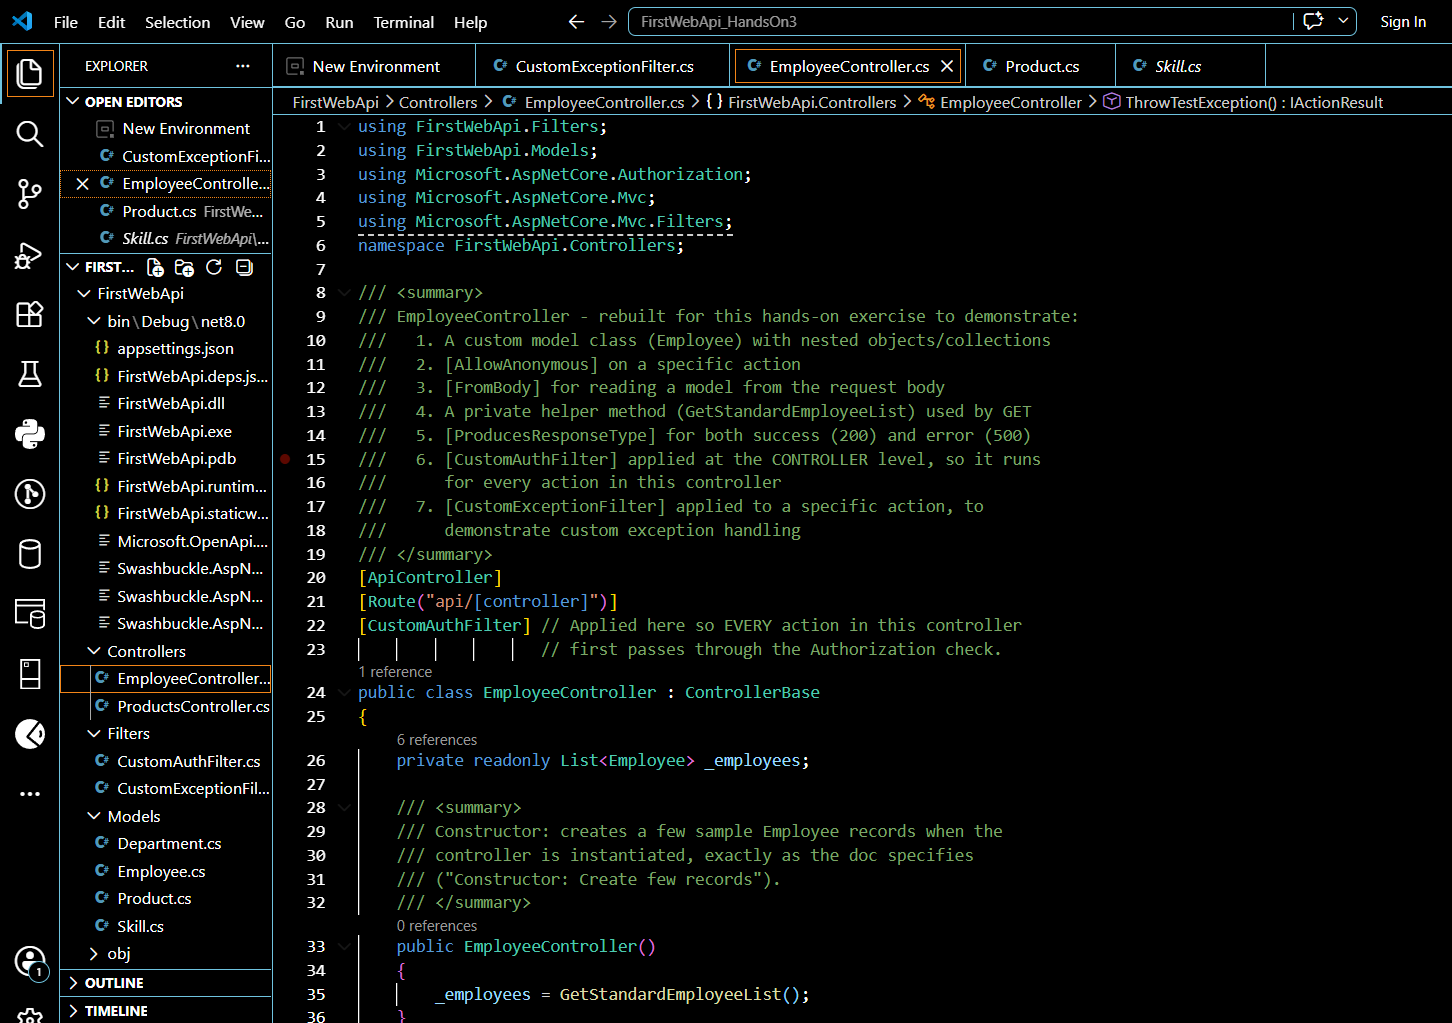 File Edit Selection View Go Run Terminal Help
FirstWebApi_HandsOn3
Sign In
EXPLORER
New Environment
CustomExceptionFilter.cs
EmployeeController.cs
Product.cs
Skill.cs
FirstWebApi > Controllers > EmployeeController.cs > {} FirstWebApi.Controllers > EmployeeController > ThrowTestException() : IActionResult
OPEN EDITORS
New Environment
CustomExceptionFi...
EmployeeControlle...
Product.cs FirstWe...
Skill.cs FirstWebApi\...
FIRST...
FirstWebApi
bin\Debug\net8.0
{} appsettings.json
{} FirstWebApi.deps.js...
FirstWebApi.dll
FirstWebApi.exe
FirstWebApi.pdb
{} FirstWebApi.runtim...
{} FirstWebApi.staticw...
Microsoft.OpenApi....
Swashbuckle.AspN...
Swashbuckle.AspN...
Swashbuckle.AspN...
Controllers
EmployeeController...
ProductsController.cs
Filters
CustomAuthFilter.cs
CustomExceptionFil...
Models
Department.cs
Employee.cs
Product.cs
Skill.cs
obj
OUTLINE
TIMELINE
1
1 using FirstWebApi.Filters;
2 using FirstWebApi.Models;
3 using Microsoft.AspNetCore.Authorization;
4 using Microsoft.AspNetCore.Mvc;
5 using Microsoft.AspNetCore.Mvc.Filters;
6 namespace FirstWebApi.Controllers;
7
8 /// <summary>
9 /// EmployeeController - rebuilt for this hands-on exercise to demonstrate:
10 ///   1. A custom model class (Employee) with nested objects/collections
11 ///   2. [AllowAnonymous] on a specific action
12 ///   3. [FromBody] for reading a model from the request body
13 ///   4. A private helper method (GetStandardEmployeeList) used by GET
14 ///   5. [ProducesResponseType] for both success (200) and error (500)
15 ///   6. [CustomAuthFilter] applied at the CONTROLLER level, so it runs
16 ///      for every action in this controller
17 ///   7. [CustomExceptionFilter] applied to a specific action, to
18 ///      demonstrate custom exception handling
19 /// </summary>
20 [ApiController]
21 [Route("api/[controller]")]
22 [CustomAuthFilter] // Applied here so EVERY action in this controller
23                    // first passes through the Authorization check.
1 reference
24 public class EmployeeController : ControllerBase
25 {
6 references
26     private readonly List<Employee> _employees;
27
28     /// <summary>
29     /// Constructor: creates a few sample Employee records when the
30     /// controller is instantiated, exactly as the doc specifies
31     /// ("Constructor: Create few records").
32     /// </summary>
0 references
33     public EmployeeController()
34     {
35         _employees = GetStandardEmployeeList();
36     }